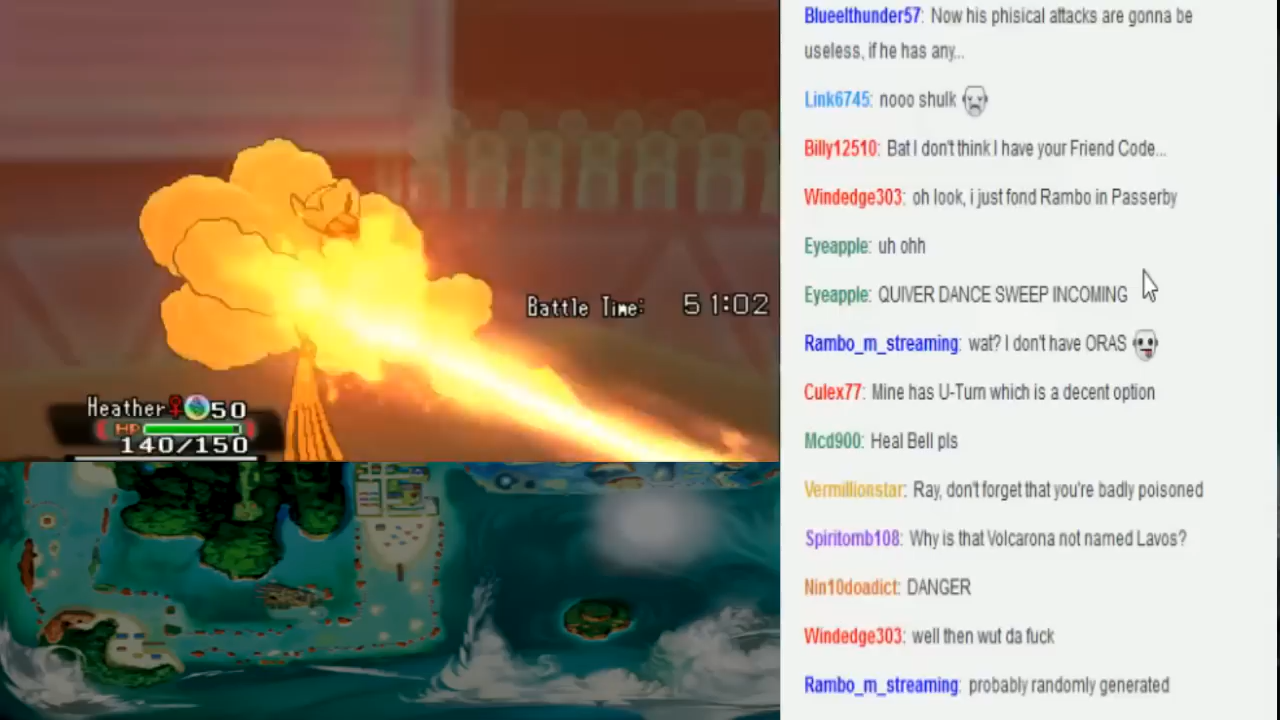 Battle Time: 51:02
Heather♀ 50
HP
140/150
Blueelthunder57: Now his phisical attacks are gonna be
useless, if he has any...
Link6745: nooo shulk
Billy12510: Bat I don't think I have your Friend Code...
Windedge303: oh look, i just fond Rambo in Passerby
Eyeapple: uh ohh
Eyeapple: QUIVER DANCE SWEEP INCOMING
Rambo_m_streaming: wat? I don't have ORAS
Culex77: Mine has U-Turn which is a decent option
Mcd900: Heal Bell pls
Vermillionstar: Ray, don't forget that you're badly poisoned
Spiritomb108: Why is that Volcarona not named Lavos?
Nin10doadict: DANGER
Windedge303: well then wut da fuck
Rambo_m_streaming: probably randomly generated